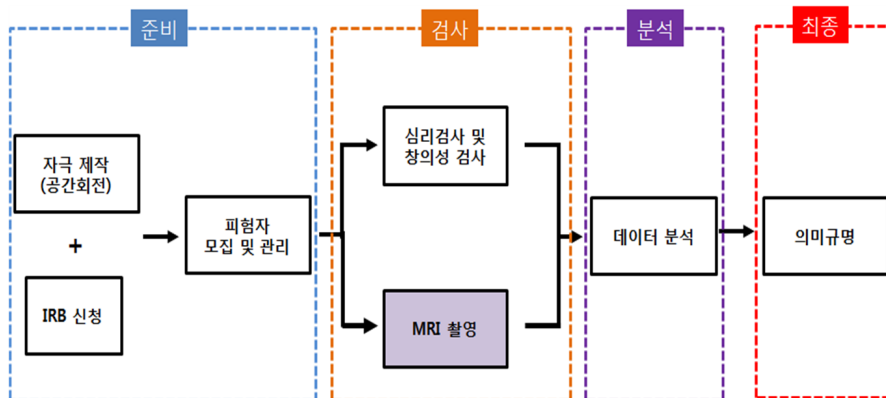 준비
검사
분석
최종
자극 제작
(공간회전)
+
IRB 신청
피험자
모집 및 관리
심리검사 및
창의성 검사
MRI 촬영
데이터 분석
의미규명